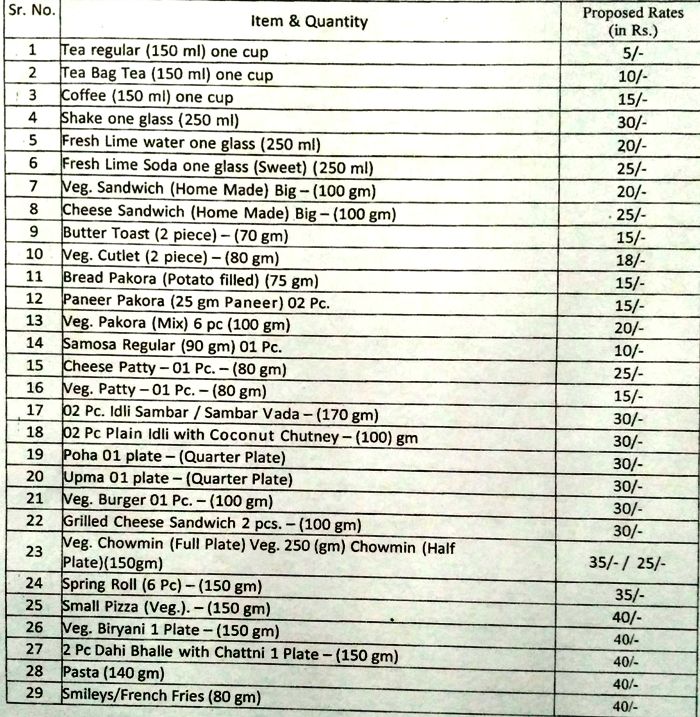 Sr. No. Item & Quantity Proposed Rates
(in Rs.)
1 Tea regular (150 ml) one cup 5/-
2 Tea Bag Tea (150 ml) one cup 10/-
3 Coffee (150 ml) one cup 15/-
4 Shake one glass (250 ml) 30/-
5 Fresh Lime water one glass (250 ml) 20/-
6 Fresh Lime Soda one glass (Sweet) (250 ml) 25/-
7 Veg. Sandwich (Home Made) Big – (100 gm) 20/-
8 Cheese Sandwich (Home Made) Big – (100 gm) 25/-
9 Butter Toast (2 piece) – (70 gm) 15/-
10 Veg. Cutlet (2 piece) – (80 gm) 18/-
11 Bread Pakora (Potato filled) (75 gm) 15/-
12 Paneer Pakora (25 gm Paneer) 02 Pc. 15/-
13 Veg. Pakora (Mix) 6 pc (100 gm) 20/-
14 Samosa Regular (90 gm) 01 Pc. 10/-
15 Cheese Patty – 01 Pc. – (80 gm) 25/-
16 Veg. Patty – 01 Pc. – (80 gm) 15/-
17 02 Pc. Idli Sambar / Sambar Vada – (170 gm) 30/-
18 02 Pc Plain Idli with Coconut Chutney – (100) gm 30/-
19 Poha 01 plate – (Quarter Plate) 30/-
20 Upma 01 plate – (Quarter Plate) 30/-
21 Veg. Burger 01 Pc. – (100 gm) 30/-
22 Grilled Cheese Sandwich 2 pcs. – (100 gm) 30/-
23 Veg. Chowmin (Full Plate) Veg. 250 (gm) Chowmin (Half
Plate)(150gm) 35/- / 25/-
24 Spring Roll (6 Pc) – (150 gm) 35/-
25 Small Pizza (Veg.). – (150 gm) 40/-
26 Veg. Biryani 1 Plate – (150 gm) 40/-
27 2 Pc Dahi Bhalle with Chattni 1 Plate – (150 gm) 40/-
28 Pasta (140 gm) 40/-
29 Smileys/French Fries (80 gm) 40/-